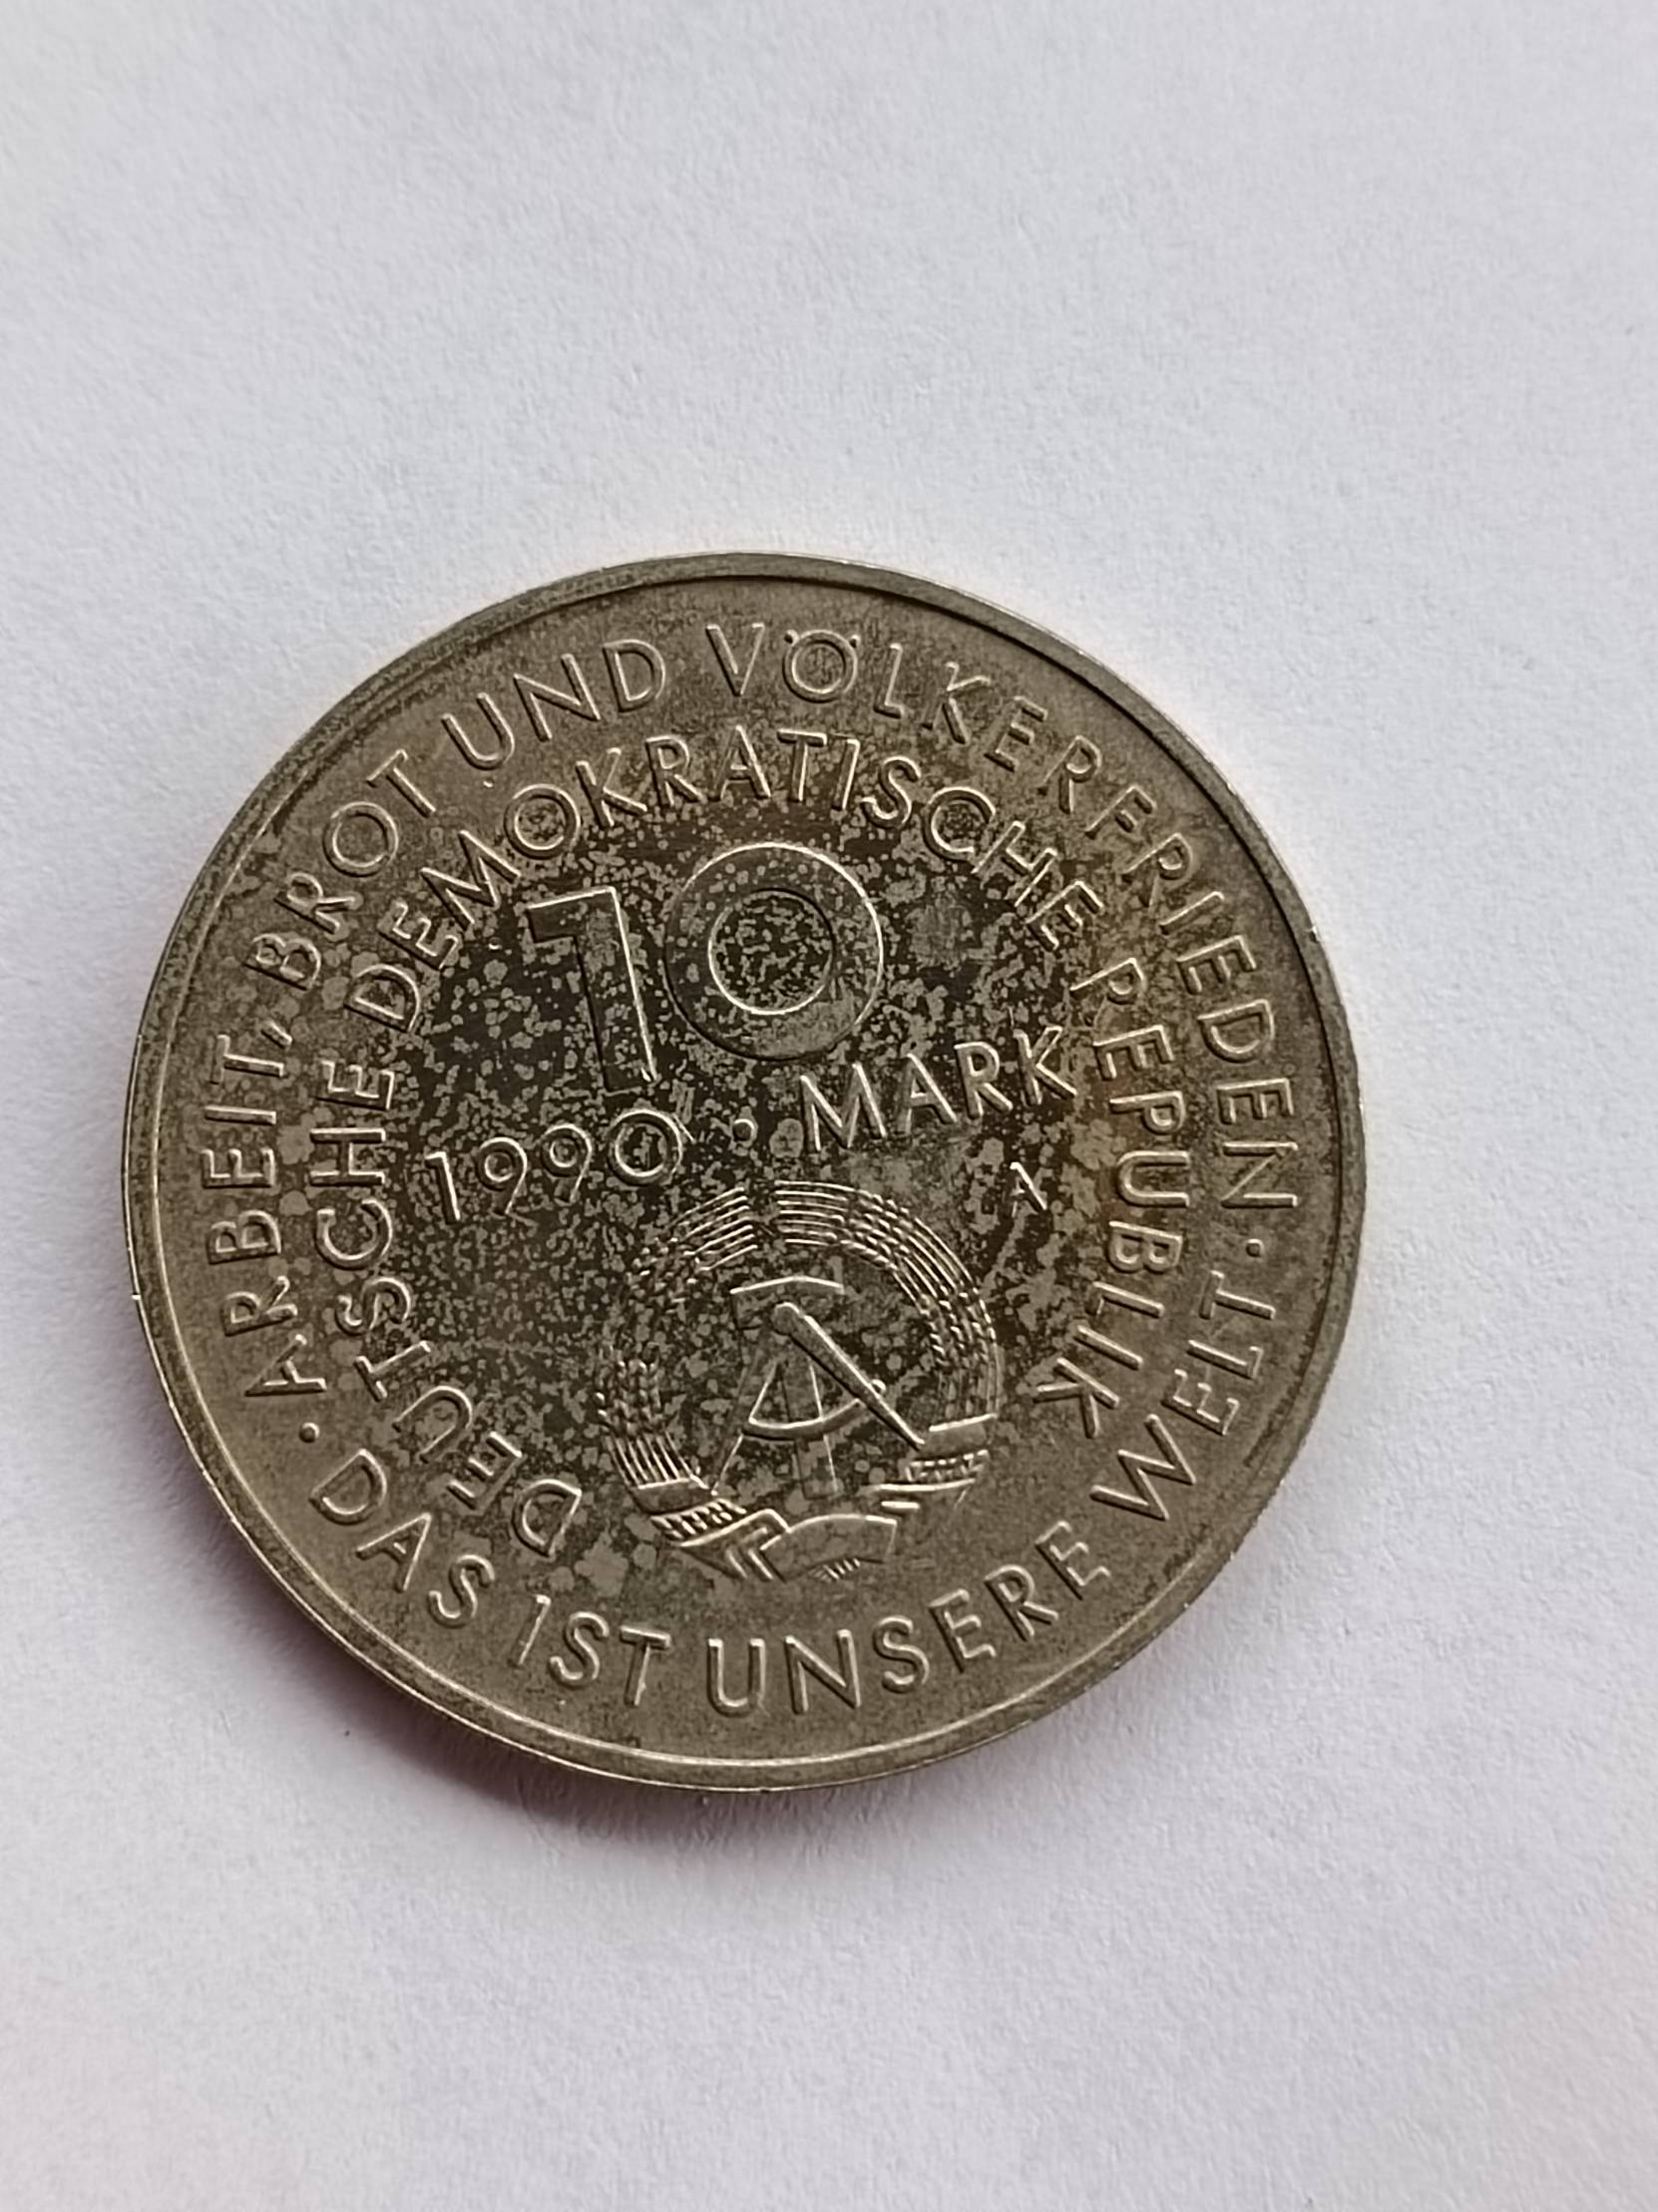 · ARBEIT, BROT UND VÖLKERFRIEDEN · DAS IST UNSERE WELT
DEUTSCHE DEMOKRATISCHE REPUBLIK
10
1990 · MARK
A